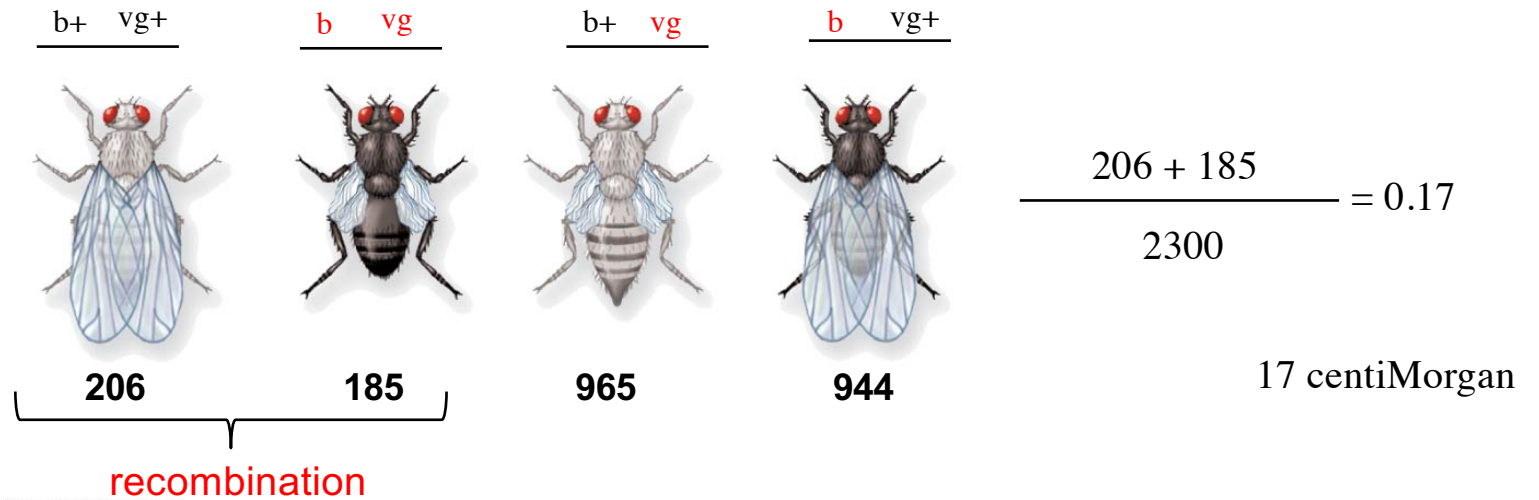 b+ vg+
b vg
b+ vg
b vg+
206 + 185
= 0.17
2300
206
185
965
944
17 centiMorgan
recombination